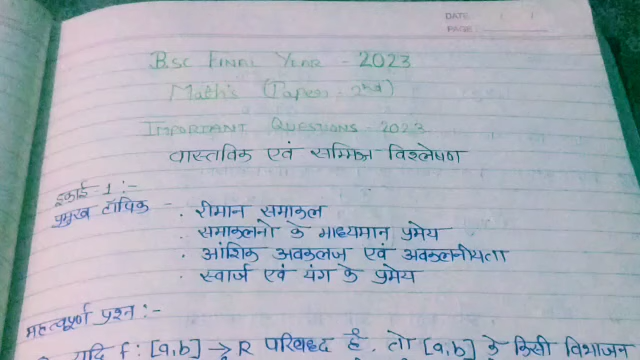 DATE / /
PAGE
BSC FINAL YEAR - 2023
Math's (Paper - 2nd)
IMPORTANT QUESTIONS - 2023
वास्तविक एवं सम्मिश्र विश्लेषण
इकाई 1 :-
प्रमुख टॉपिक - . रीमान समाकल
. समाकलनो के माध्यमान प्रमेय
. आंशिक अवकलज एवं अवकलनीयता
. स्वार्ज एवं यंग के प्रमेय
महत्वपूर्ण प्रश्न :-
यदि f : [a,b] → R परिबद्ध है, तो [a,b] के किसी विभाजन